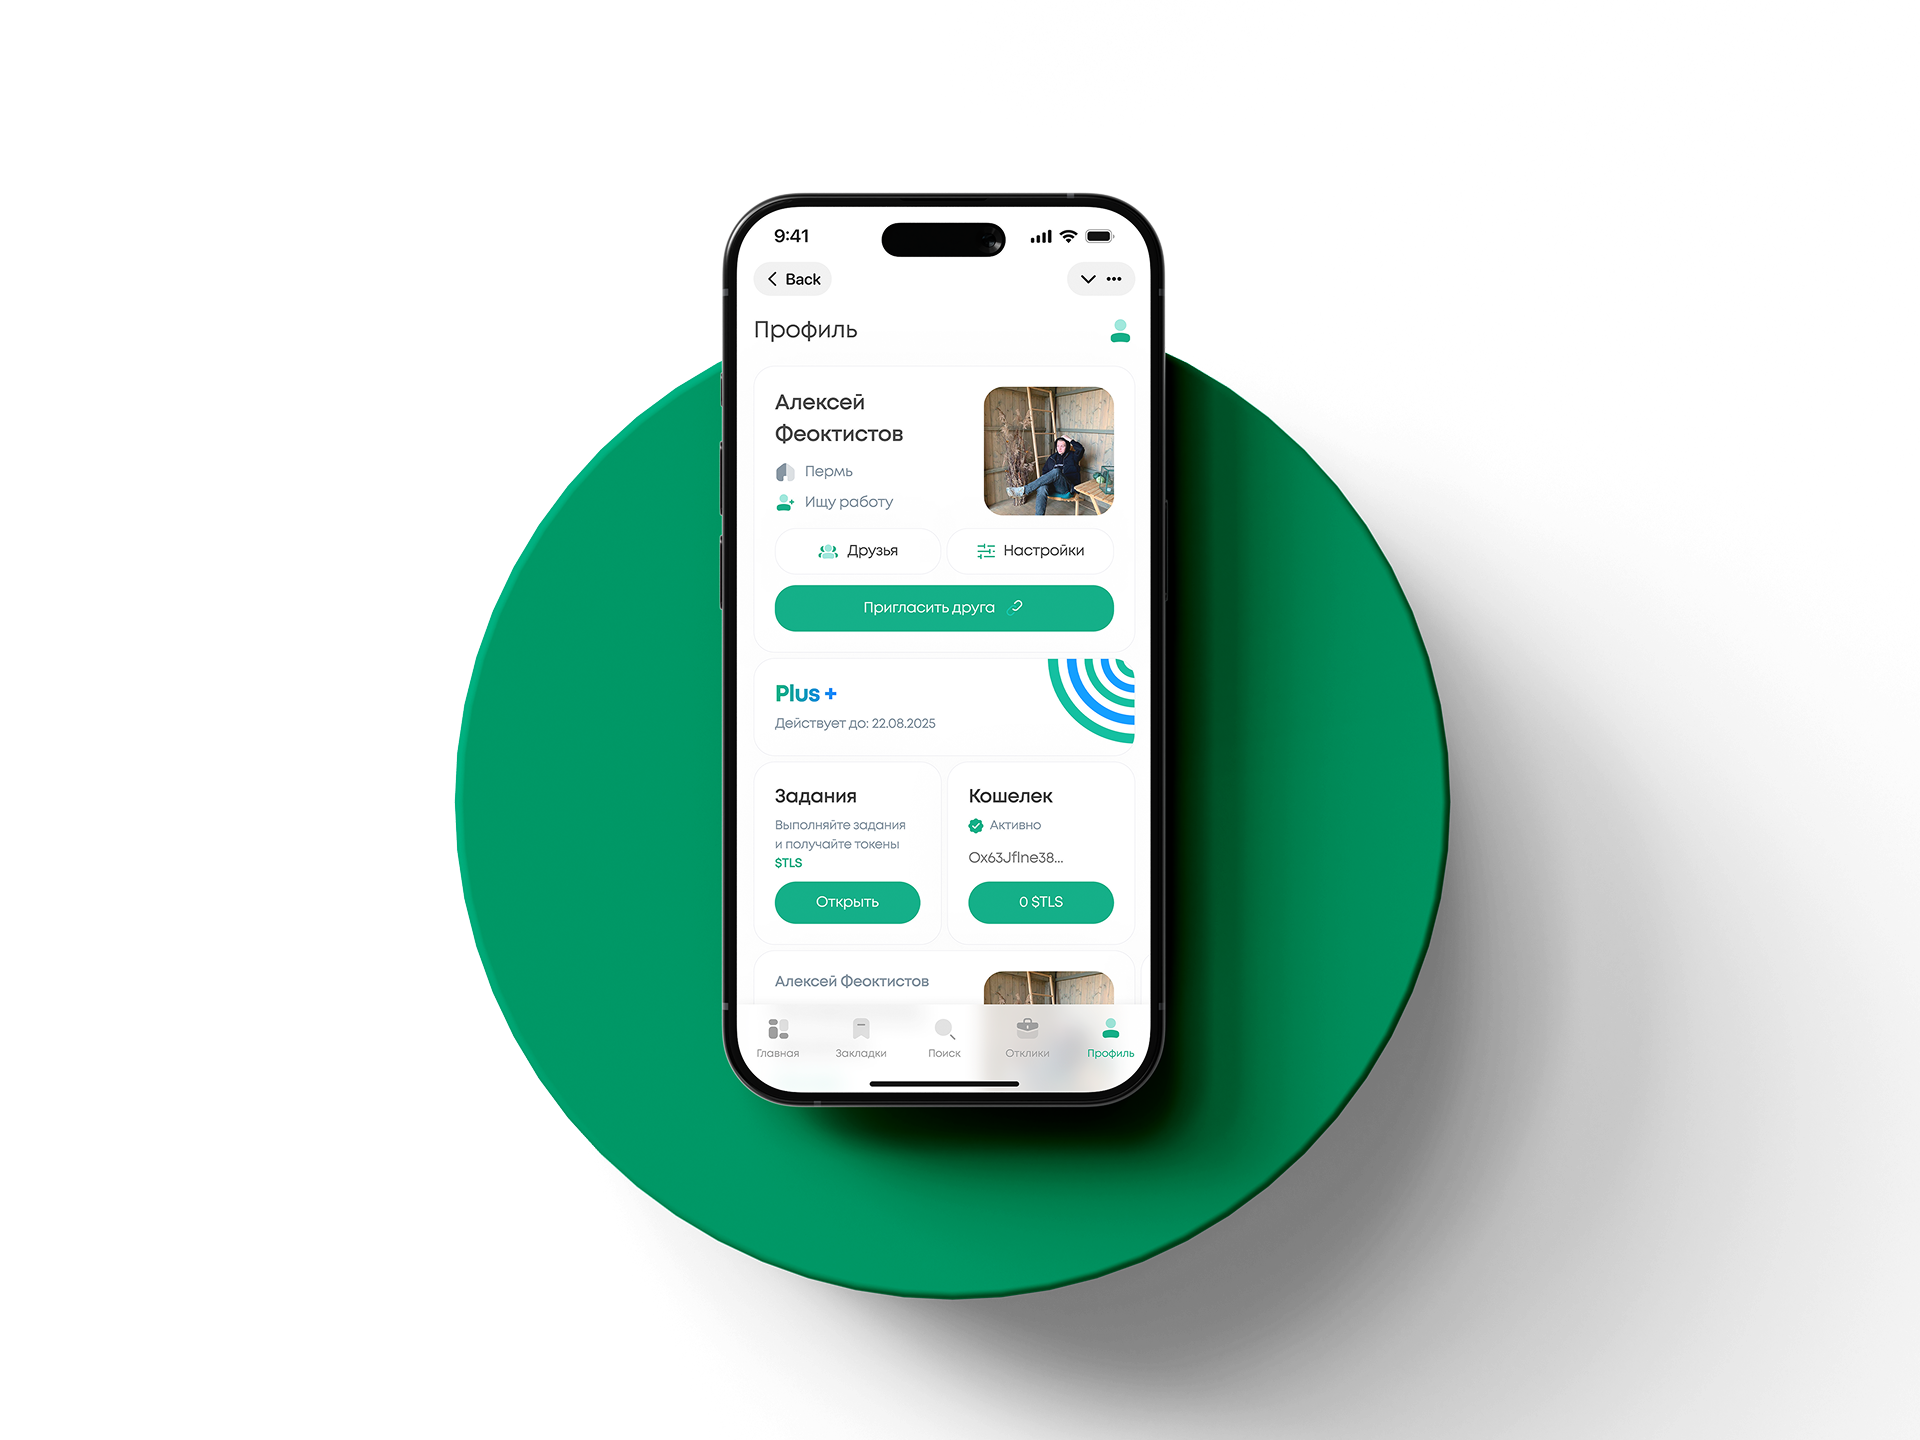 9:41
Back
Профиль
Алексей
Феоктистов
Пермь
Ищу работу
Друзья
Настройки
Пригласить друга
Plus +
Действует до: 22.08.2025
Задания
Выполняйте задания
и получайте токены
$TLS
Открыть
Кошелек
Активно
Ox63Jflne38...
0 $TLS
Алексей Феоктистов
Главная
Закладки
Поиск
Отклики
Профиль